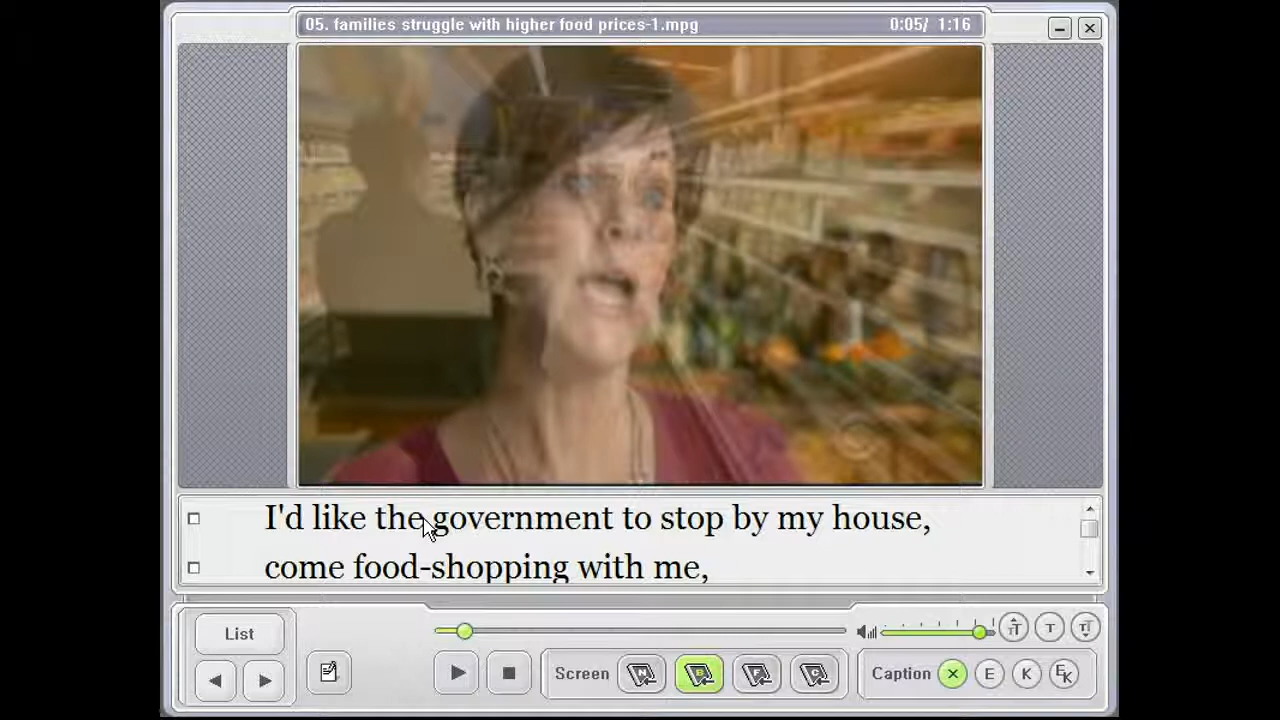 05. families struggle with higher food prices-1.mpg 0:05/ 1:16
I'd like the government to stop by my house,
come food-shopping with me,
List
Screen N E F C
Caption × E K EK
T T T